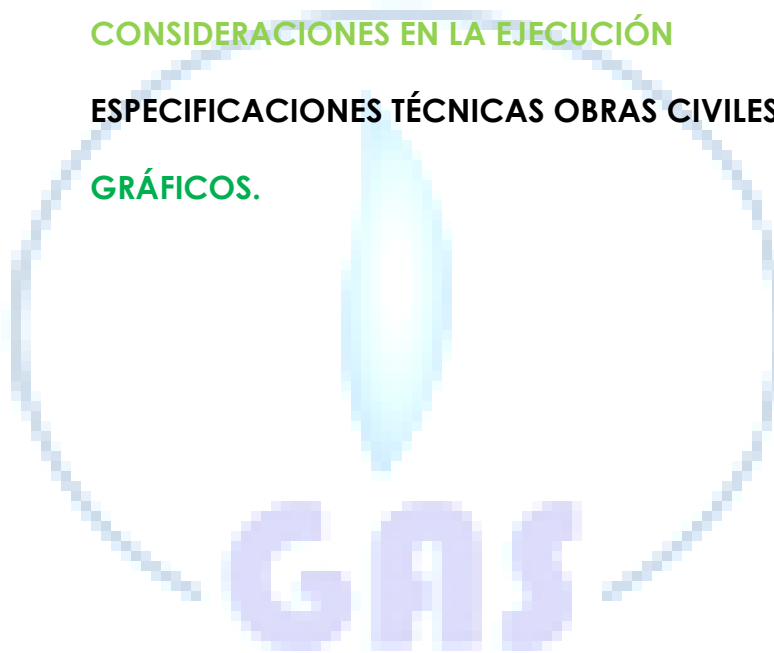 CONSIDERACIONES EN LA EJECUCIÓN
ESPECIFICACIONES TÉCNICAS OBRAS CIVILES
GRÁFICOS.
GAS